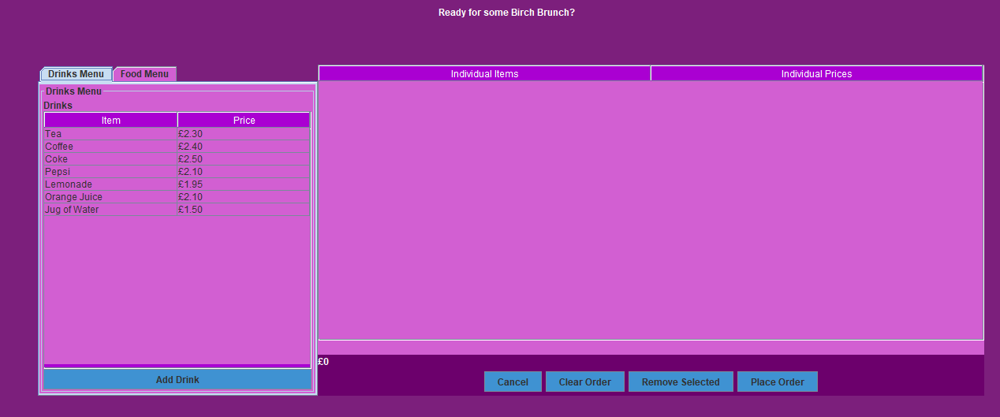 Ready for some Birch Brunch?
Drinks Menu Food Menu
Drinks Menu
Drinks
Item Price
Tea £2.30
Coffee £2.40
Coke £2.50
Pepsi £2.10
Lemonade £1.95
Orange Juice £2.10
Jug of Water £1.50
Add Drink
Individual Items Individual Prices
£0
Cancel Clear Order Remove Selected Place Order